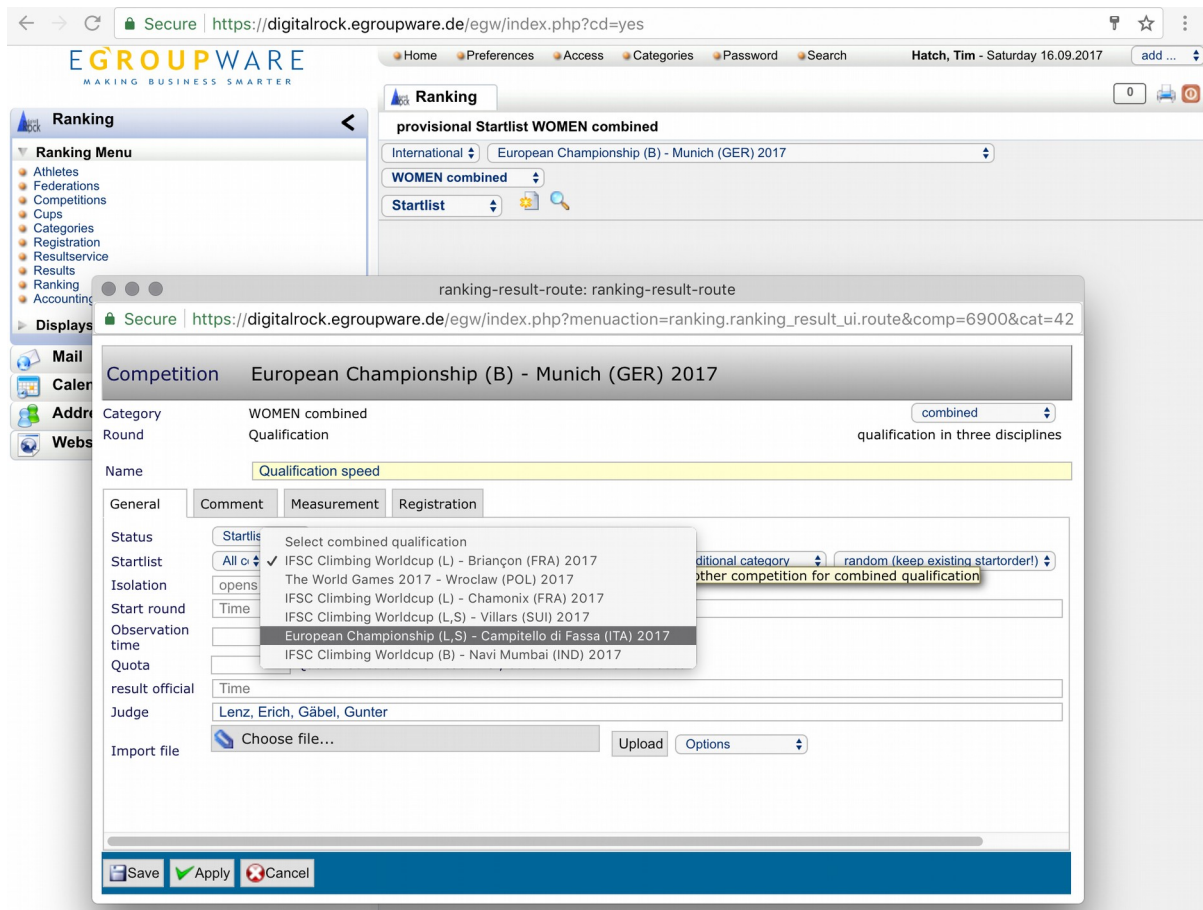 Secure https://digitalrock.egroupware.de/egw/index.php?cd=yes
EGROUPWARE
MAKING BUSINESS SMARTER
Home Preferences Access Categories Password Search Hatch, Tim - Saturday 16.09.2017 add ...
Ranking 0
Ranking <
provisional Startlist WOMEN combined
Ranking Menu
International European Championship (B) - Munich (GER) 2017
WOMEN combined
Startlist
Athletes
Federations
Competitions
Cups
Categories
Registration
Resultservice
Results
Ranking
Accounting
Displays
Mail
Calen
Addre
Webs
ranking-result-route: ranking-result-route
Secure https://digitalrock.egroupware.de/egw/index.php?menuaction=ranking.ranking_result_ui.route&comp=6900&cat=42
Competition European Championship (B) - Munich (GER) 2017
Category WOMEN combined combined
Round Qualification qualification in three disciplines
Name Qualification speed
General Comment Measurement Registration
Status Startlis
Startlist All co ditional category random (keep existing startorder!)
other competition for combined qualification
Select combined qualification
✓ IFSC Climbing Worldcup (L) - Briançon (FRA) 2017
The World Games 2017 - Wroclaw (POL) 2017
IFSC Climbing Worldcup (L) - Chamonix (FRA) 2017
IFSC Climbing Worldcup (L,S) - Villars (SUI) 2017
European Championship (L,S) - Campitello di Fassa (ITA) 2017
IFSC Climbing Worldcup (B) - Navi Mumbai (IND) 2017
Isolation opens
Start round Time
Observation
time
Quota
result official Time
Judge Lenz, Erich, Gäbel, Gunter
Import file Choose file... Upload Options
Save Apply Cancel